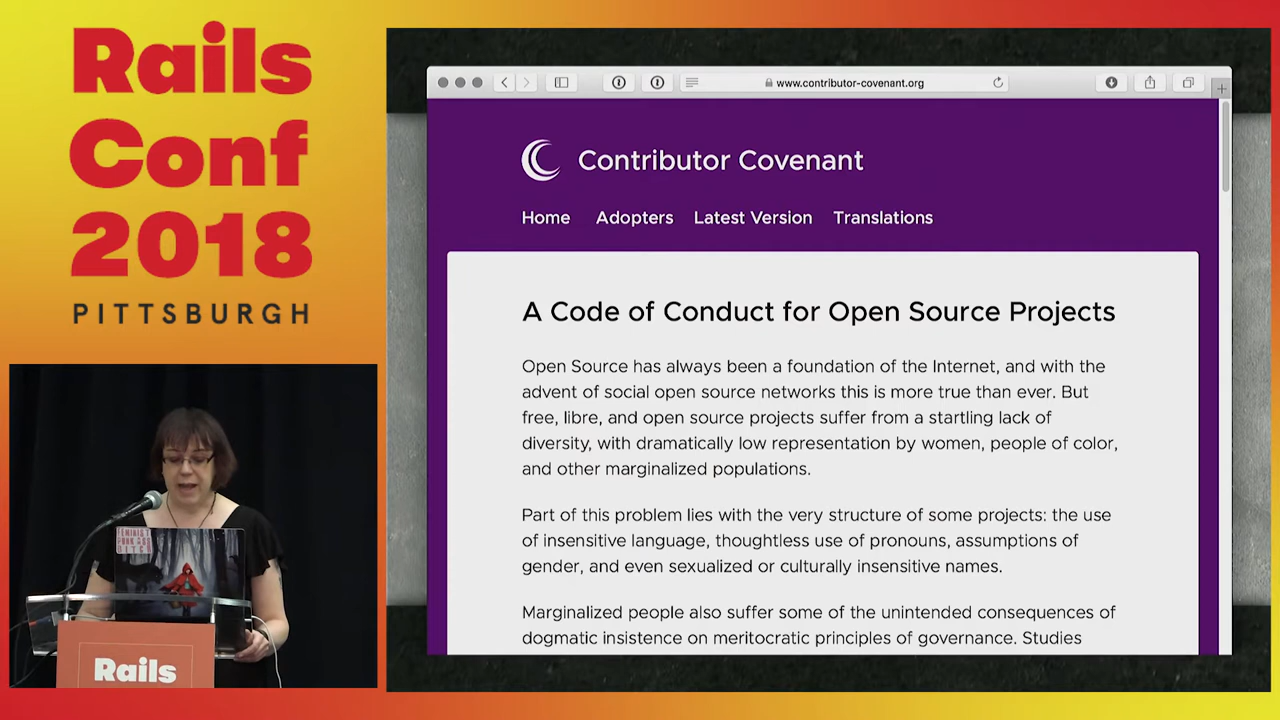 Rails
Conf
2018
PITTSBURGH
www.contributor-covenant.org
Contributor Covenant
Home Adopters Latest Version Translations
A Code of Conduct for Open Source Projects
Open Source has always been a foundation of the Internet, and with the
advent of social open source networks this is more true than ever. But
free, libre, and open source projects suffer from a startling lack of
diversity, with dramatically low representation by women, people of color,
and other marginalized populations.
Part of this problem lies with the very structure of some projects: the use
of insensitive language, thoughtless use of pronouns, assumptions of
gender, and even sexualized or culturally insensitive names.
Marginalized people also suffer some of the unintended consequences of
dogmatic insistence on meritocratic principles of governance. Studies
FEMINIST
PUNK ASS
BITCH
Rails